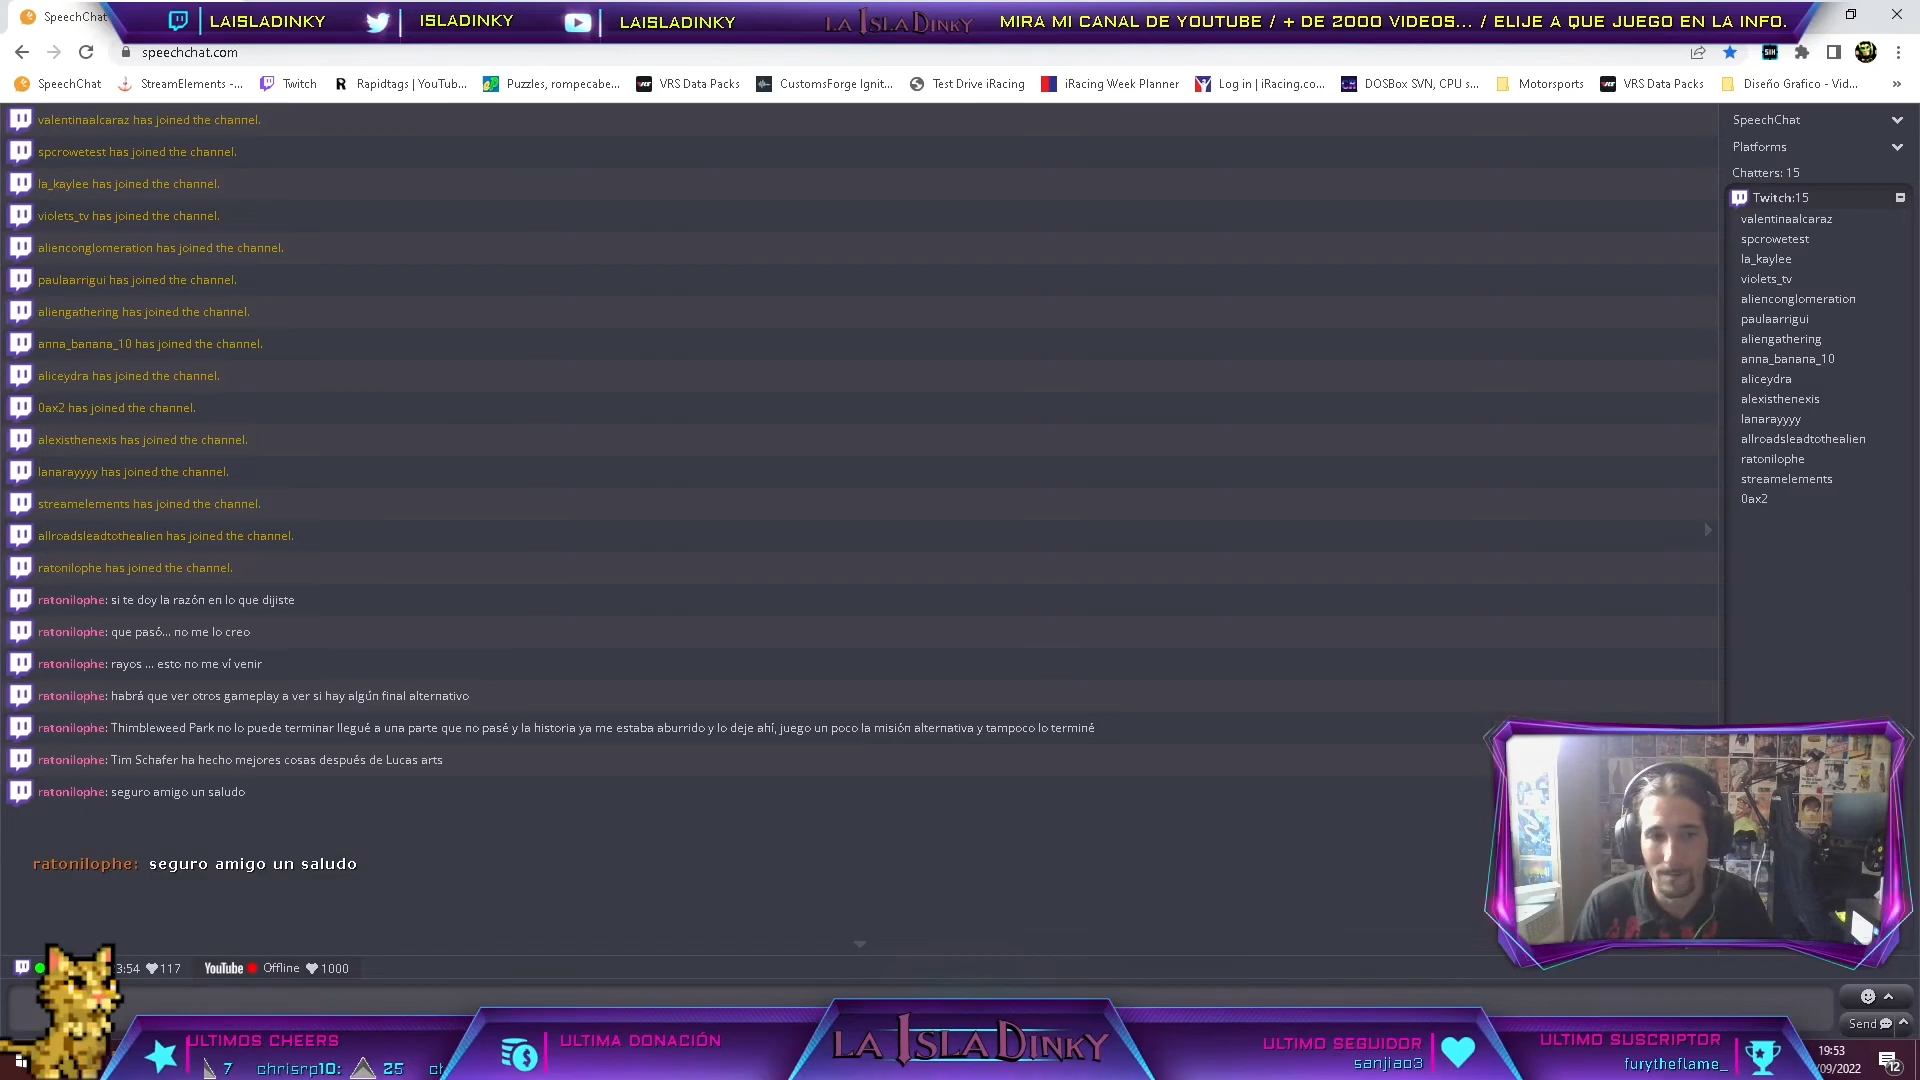 SpeechChat
LAISLADINKY
ISLADINKY
LAISLADINKY
LA ISLADINKY
MIRA MI CANAL DE YOUTUBE / + DE 2000 VIDEOS... / ELIJE A QUE JUEGO EN LA INFO.
speechchat.com
SpeechChat
StreamElements -...
Twitch
Rapidtags | YouTub...
Puzzles, rompecabe...
VRS Data Packs
CustomsForge Ignit...
Test Drive iRacing
iRacing Week Planner
Log in | iRacing.co...
DOSBox SVN, CPU s...
Motorsports
VRS Data Packs
Diseño Grafico - Vid...
valentinaalcaraz has joined the channel.
spcrowetest has joined the channel.
la_kaylee has joined the channel.
violets_tv has joined the channel.
alienconglomeration has joined the channel.
paulaarrigui has joined the channel.
aliengathering has joined the channel.
anna_banana_10 has joined the channel.
aliceydra has joined the channel.
0ax2 has joined the channel.
alexisthenexis has joined the channel.
lanarayyyy has joined the channel.
streamelements has joined the channel.
allroadsleadtothealien has joined the channel.
ratonilophe has joined the channel.
ratonilophe: si te doy la razón en lo que dijiste
ratonilophe: que pasó... no me lo creo
ratonilophe: rayos ... esto no me ví venir
ratonilophe: habrá que ver otros gameplay a ver si hay algún final alternativo
ratonilophe: Thimbleweed Park no lo puede terminar llegué a una parte que no pasé y la historia ya me estaba aburrido y lo deje ahí, juego un poco la misión alternativa y tampoco lo terminé
ratonilophe: Tim Schafer ha hecho mejores cosas después de Lucas arts
ratonilophe: seguro amigo un saludo
ratonilophe: seguro amigo un saludo
SpeechChat
Platforms
Chatters: 15
Twitch:15
valentinaalcaraz
spcrowetest
la_kaylee
violets_tv
alienconglomeration
paulaarrigui
aliengathering
anna_banana_10
aliceydra
alexisthenexis
lanarayyyy
allroadsleadtothealien
ratonilophe
streamelements
0ax2
3:54 117
YouTube Offline 1000
Send
ULTIMOS CHEERS
7 chrisrp10: 25
ULTIMA DONACIÓN
LA ISLADINKY
ULTIMO SEGUIDOR
sanjiao3
ULTIMO SUSCRIPTOR
furytheflame_
19:53
/09/2022
12